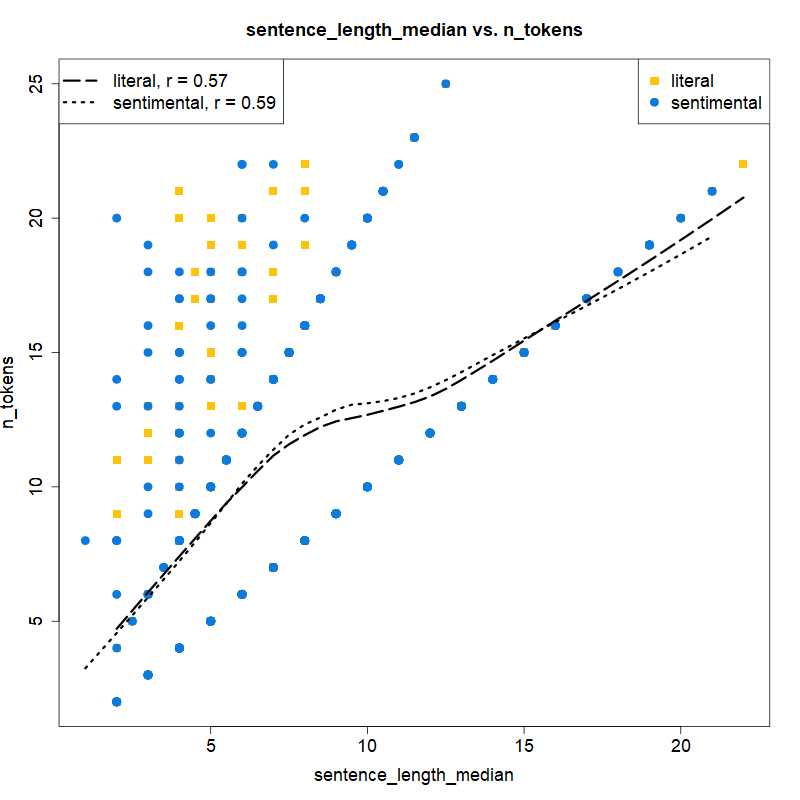 sentence_length_median vs. n_tokens
literal, r = 0.57
sentimental, r = 0.59
literal
sentimental
25
20
15
10
5
n_tokens
5 10 15 20
sentence_length_median